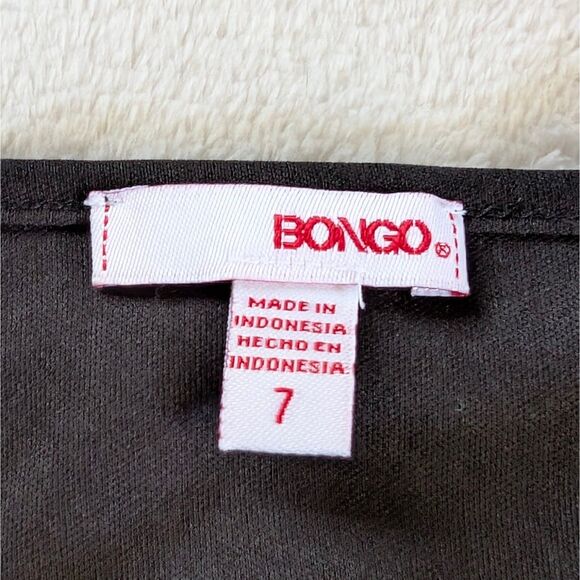 BONGO®
MADE IN
INDONESIA
HECHO EN
INDONESIA
7